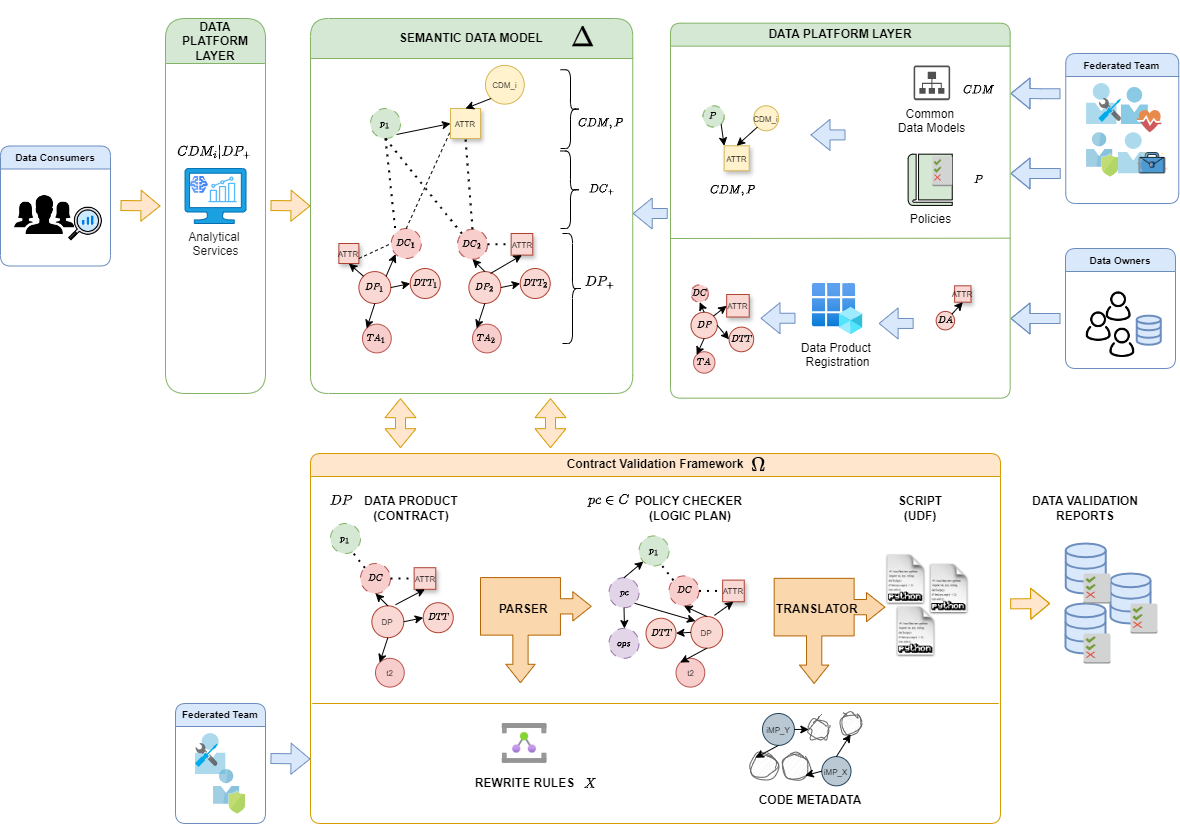 Data Consumers
DATA
PLATFORM
LAYER
CDM_i|DP_+
Analytical
Services
SEMANTIC DATA MODEL Δ
CDM_i
p_1
ATTR
CDM, P
DC_+
ATTR
DC_1
DC_2
ATTR
DP_1
DTT_1
DP_2
DTT_2
DP_+
TA_1
TA_2
DATA PLATFORM LAYER
P
CDM_i
ATTR
CDM, P
CDM
Common
Data Models
P
Policies
DC
ATTR
DP
DTT
TA
Data Product
Registration
ATTR
DA
Federated Team
Data Owners
Contract Validation Framework Ω
DP DATA PRODUCT
(CONTRACT)
p_1
DC
ATTR
DP
DTT
t2
PARSER
pc ∈ C POLICY CHECKER
(LOGIC PLAN)
p_1
pc
DC
ATTR
ops
DTT
DP
t2
TRANSLATOR
SCRIPT
(UDF)
python
python
python
DATA VALIDATION
REPORTS
Federated Team
REWRITE RULES X
iMP_Y
iMP_X
CODE METADATA